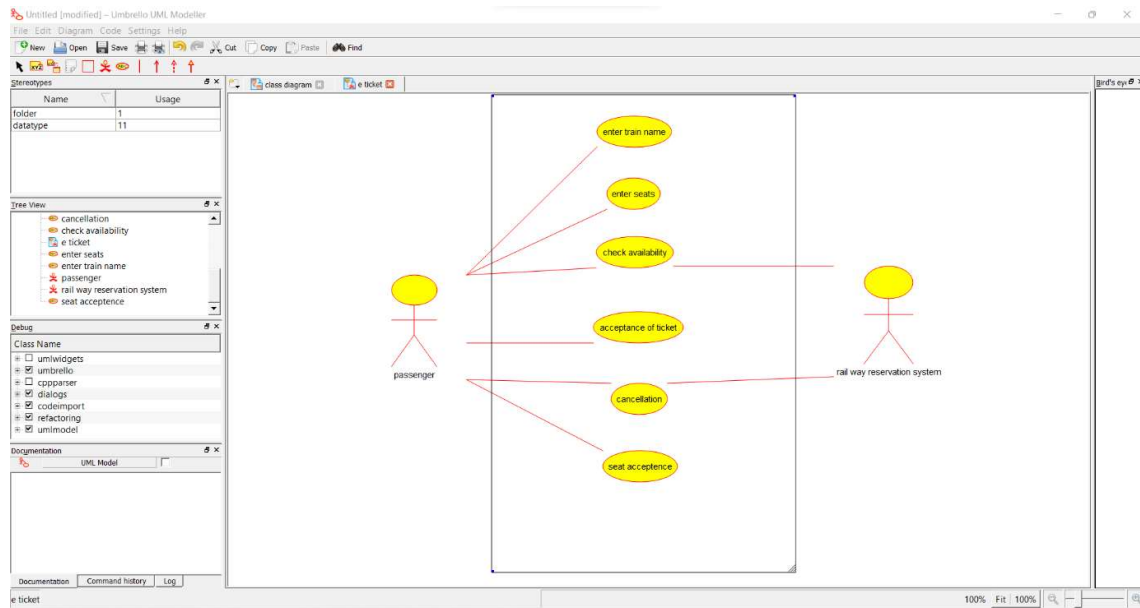 Untitled [modified] – Umbrello UML Modeller
File Edit Diagram Code Settings Help
New Open Save Cut Copy Paste Find
XYZ
Stereotypes
Name Usage
folder 1
datatype 11
Tree View
cancellation
check availability
e ticket
enter seats
enter train name
passenger
rail way reservation system
seat acceptence
Debug
Class Name
umlwidgets
umbrello
cppparser
dialogs
codeimport
refactoring
umlmodel
Documentation
UML Model
Documentation Command history Log
e ticket
class diagram e ticket
enter train name
enter seats
check availability
acceptance of ticket
passenger
rail way reservation system
cancellation
seat acceptence
Bird's eye
100% Fit 100%